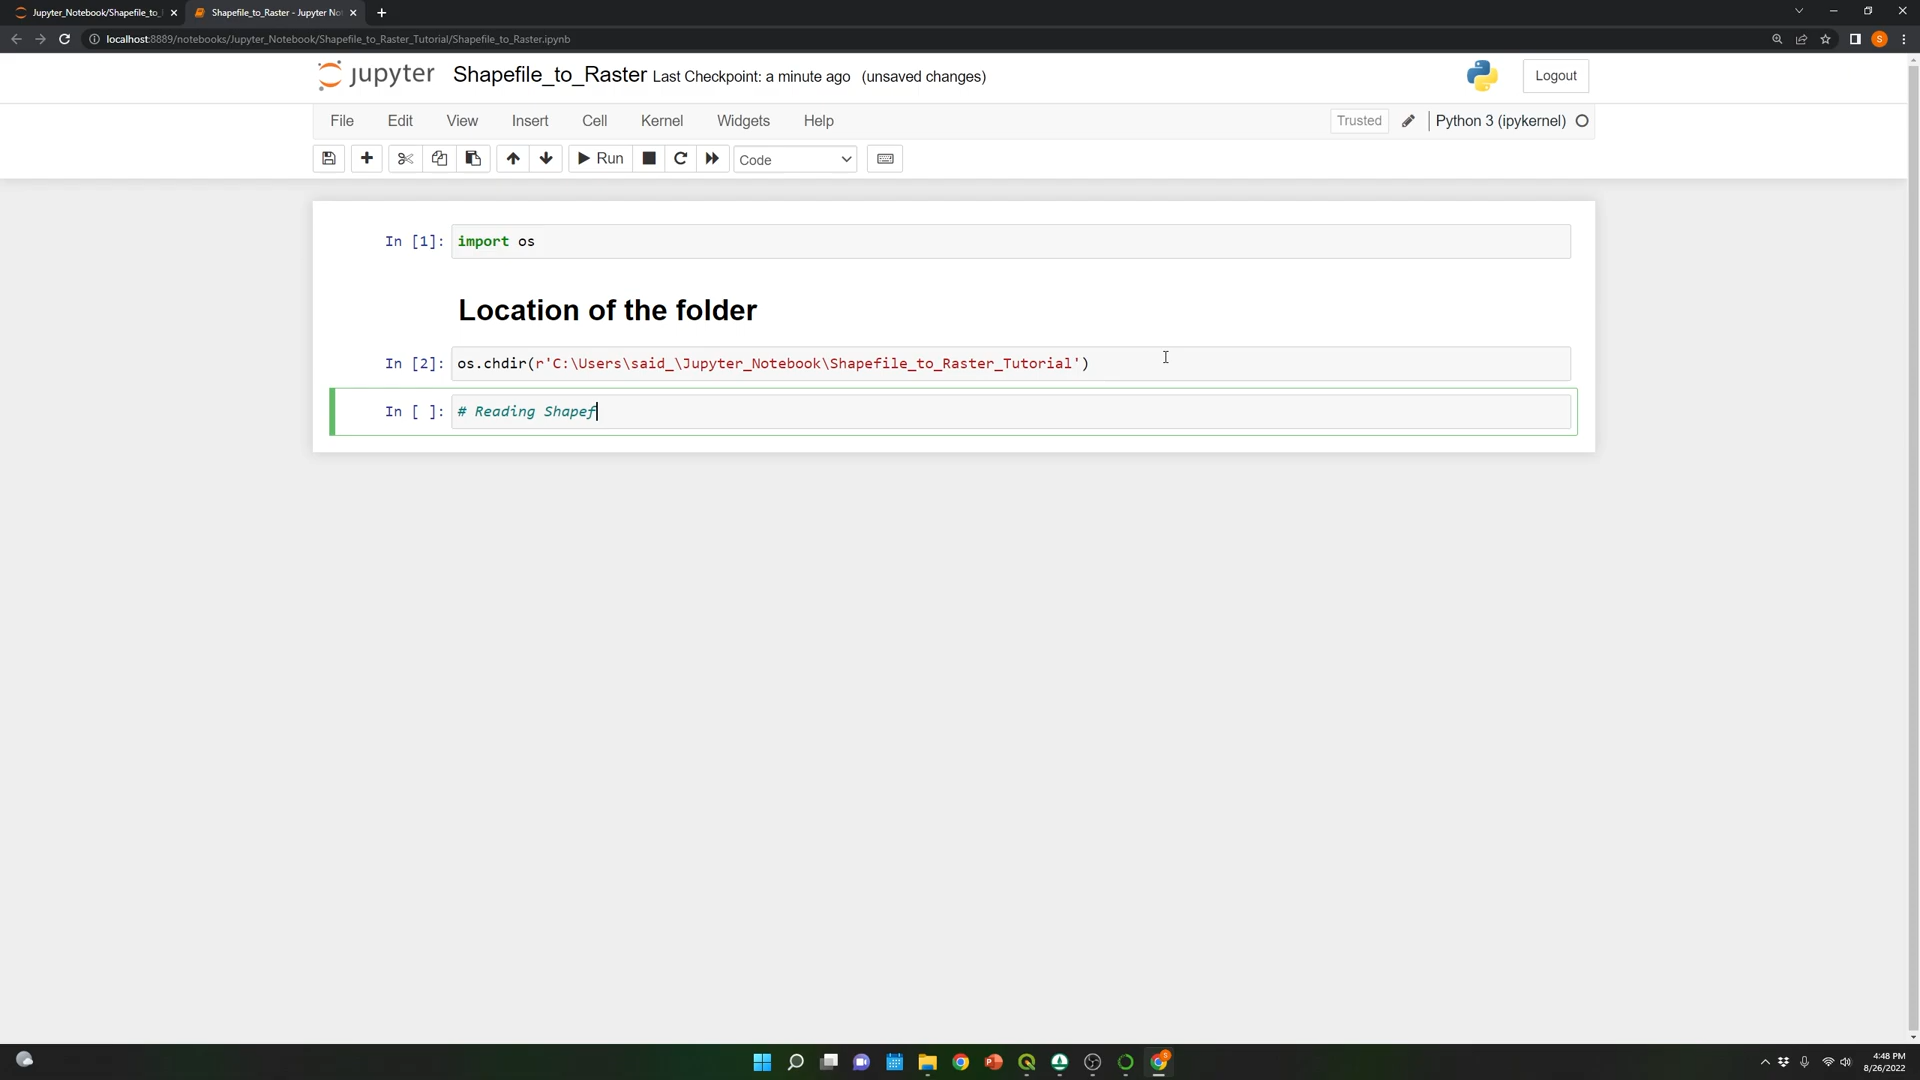 Jupyter_Notebook/Shapefile_to_
Shapefile_to_Raster - Jupyter No
localhost:8889/notebooks/Jupyter_Notebook/Shapefile_to_Raster_Tutorial/Shapefile_to_Raster.ipynb
S
jupyter Shapefile_to_Raster Last Checkpoint: a minute ago (unsaved changes)
Logout
File Edit View Insert Cell Kernel Widgets Help
Trusted Python 3 (ipykernel)
Run Code
In [1]: import os
Location of the folder
In [2]: os.chdir(r'C:\Users\said_\Jupyter_Notebook\Shapefile_to_Raster_Tutorial')
In [ ]: # Reading Shapef
4:48 PM
8/26/2022